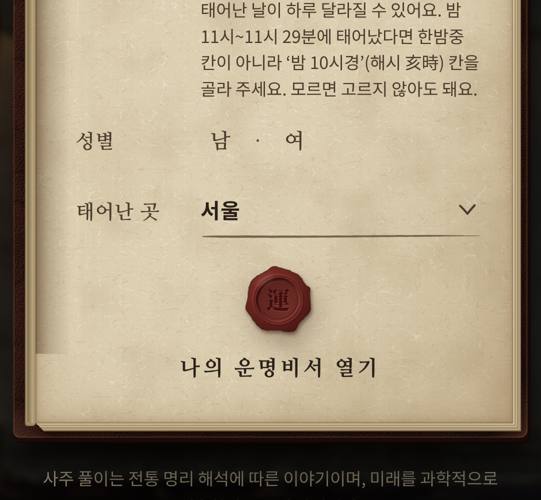 태어난 날이 하루 달라질 수 있어요. 밤
11시~11시 29분에 태어났다면 한밤중
칸이 아니라 ‘밤 10시경’(해시 亥時) 칸을
골라 주세요. 모르면 고르지 않아도 돼요.
성별 남 · 여
태어난 곳 서울
運
나의 운명비서 열기
사주 풀이는 전통 명리 해석에 따른 이야기이며, 미래를 과학적으로